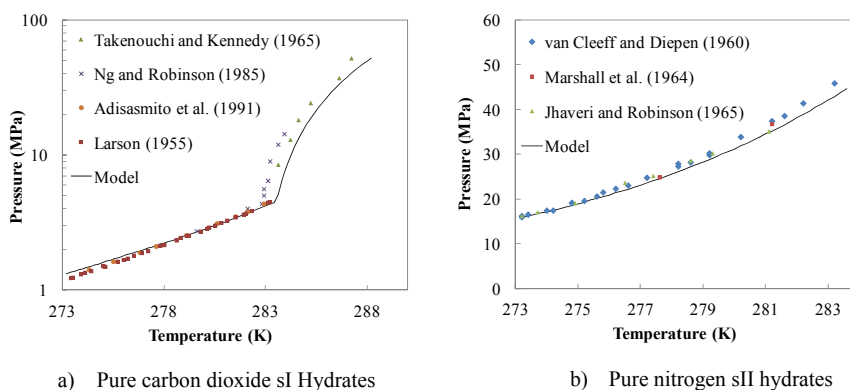 100
10
1
Pressure (MPa)
Takenouchi and Kennedy (1965)
Ng and Robinson (1985)
Adisasmito et al. (1991)
Larson (1955)
Model
273 278 283 288
Temperature (K)
a) Pure carbon dioxide sI Hydrates
60
50
40
30
20
10
0
Pressure (MPa)
van Cleeff and Diepen (1960)
Marshall et al. (1964)
Jhaveri and Robinson (1965)
Model
273 275 277 279 281 283
Temperature (K)
b) Pure nitrogen sII hydrates